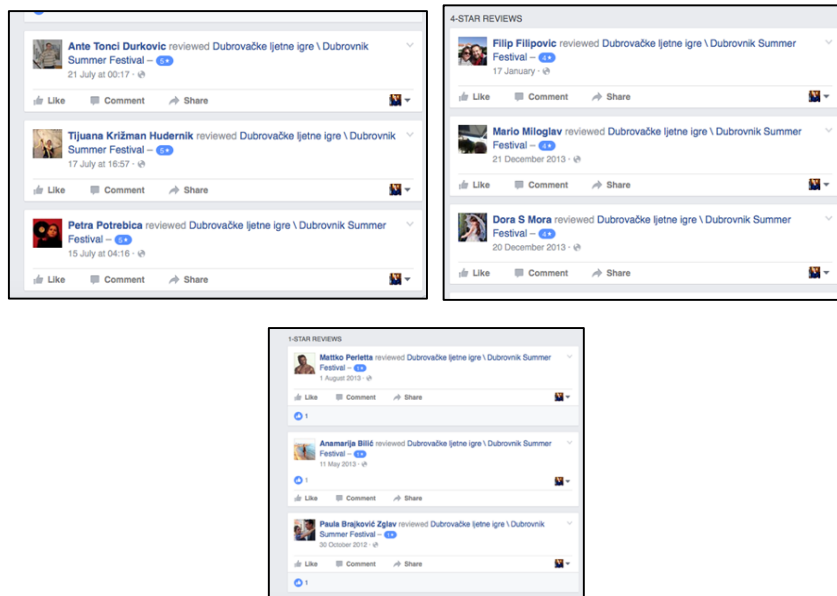 Ante Tonci Durkovic reviewed Dubrovačke ljetne igre \ Dubrovnik
Summer Festival – 5★
21 July at 00:17 ·
Like Comment Share
Tijuana Križman Hudernik reviewed Dubrovačke ljetne igre \ Dubrovnik
Summer Festival – 5★
17 July at 16:57 ·
Like Comment Share
Petra Potrebica reviewed Dubrovačke ljetne igre \ Dubrovnik Summer
Festival – 5★
15 July at 04:16 ·
Like Comment Share
4-STAR REVIEWS
Filip Filipovic reviewed Dubrovačke ljetne igre \ Dubrovnik Summer
Festival – 4★
17 January ·
Like Comment Share
Mario Miloglav reviewed Dubrovačke ljetne igre \ Dubrovnik Summer
Festival – 4★
21 December 2013 ·
Like Comment Share
Dora S Mora reviewed Dubrovačke ljetne igre \ Dubrovnik Summer
Festival – 4★
20 December 2013 ·
Like Comment Share
1-STAR REVIEWS
Mattko Perletta reviewed Dubrovačke ljetne igre \ Dubrovnik Summer
Festival – 1★
1 August 2013 ·
Like Comment Share
1
Anamarija Bilić reviewed Dubrovačke ljetne igre \ Dubrovnik Summer
Festival – 1★
11 May 2013 ·
1
Like Comment Share
Paula Brajković Zglav reviewed Dubrovačke ljetne igre \ Dubrovnik
Summer Festival – 1★
30 October 2012 ·
Like Comment Share
1